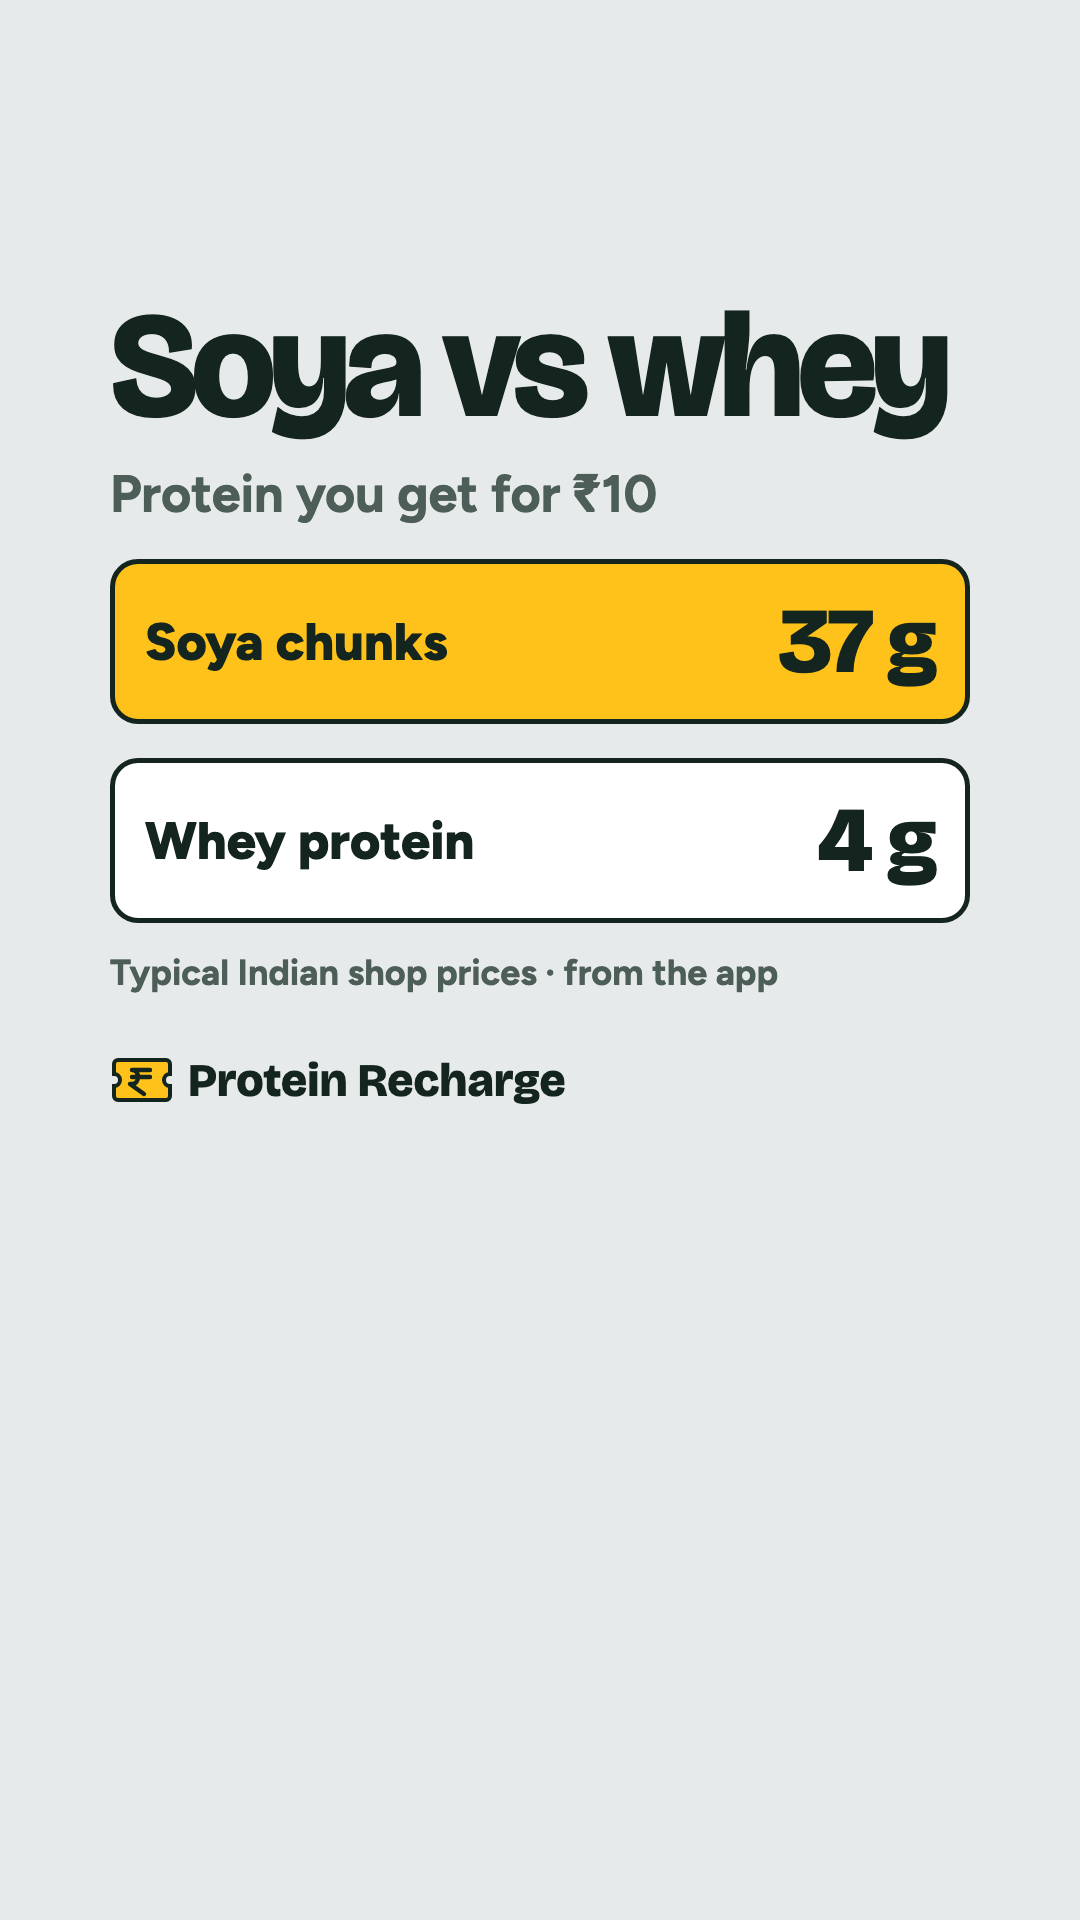 Soya vs whey
Protein you get for ₹10
Soya chunks 37 g
Whey protein 4 g
Typical Indian shop prices · from the app
₹ Protein Recharge